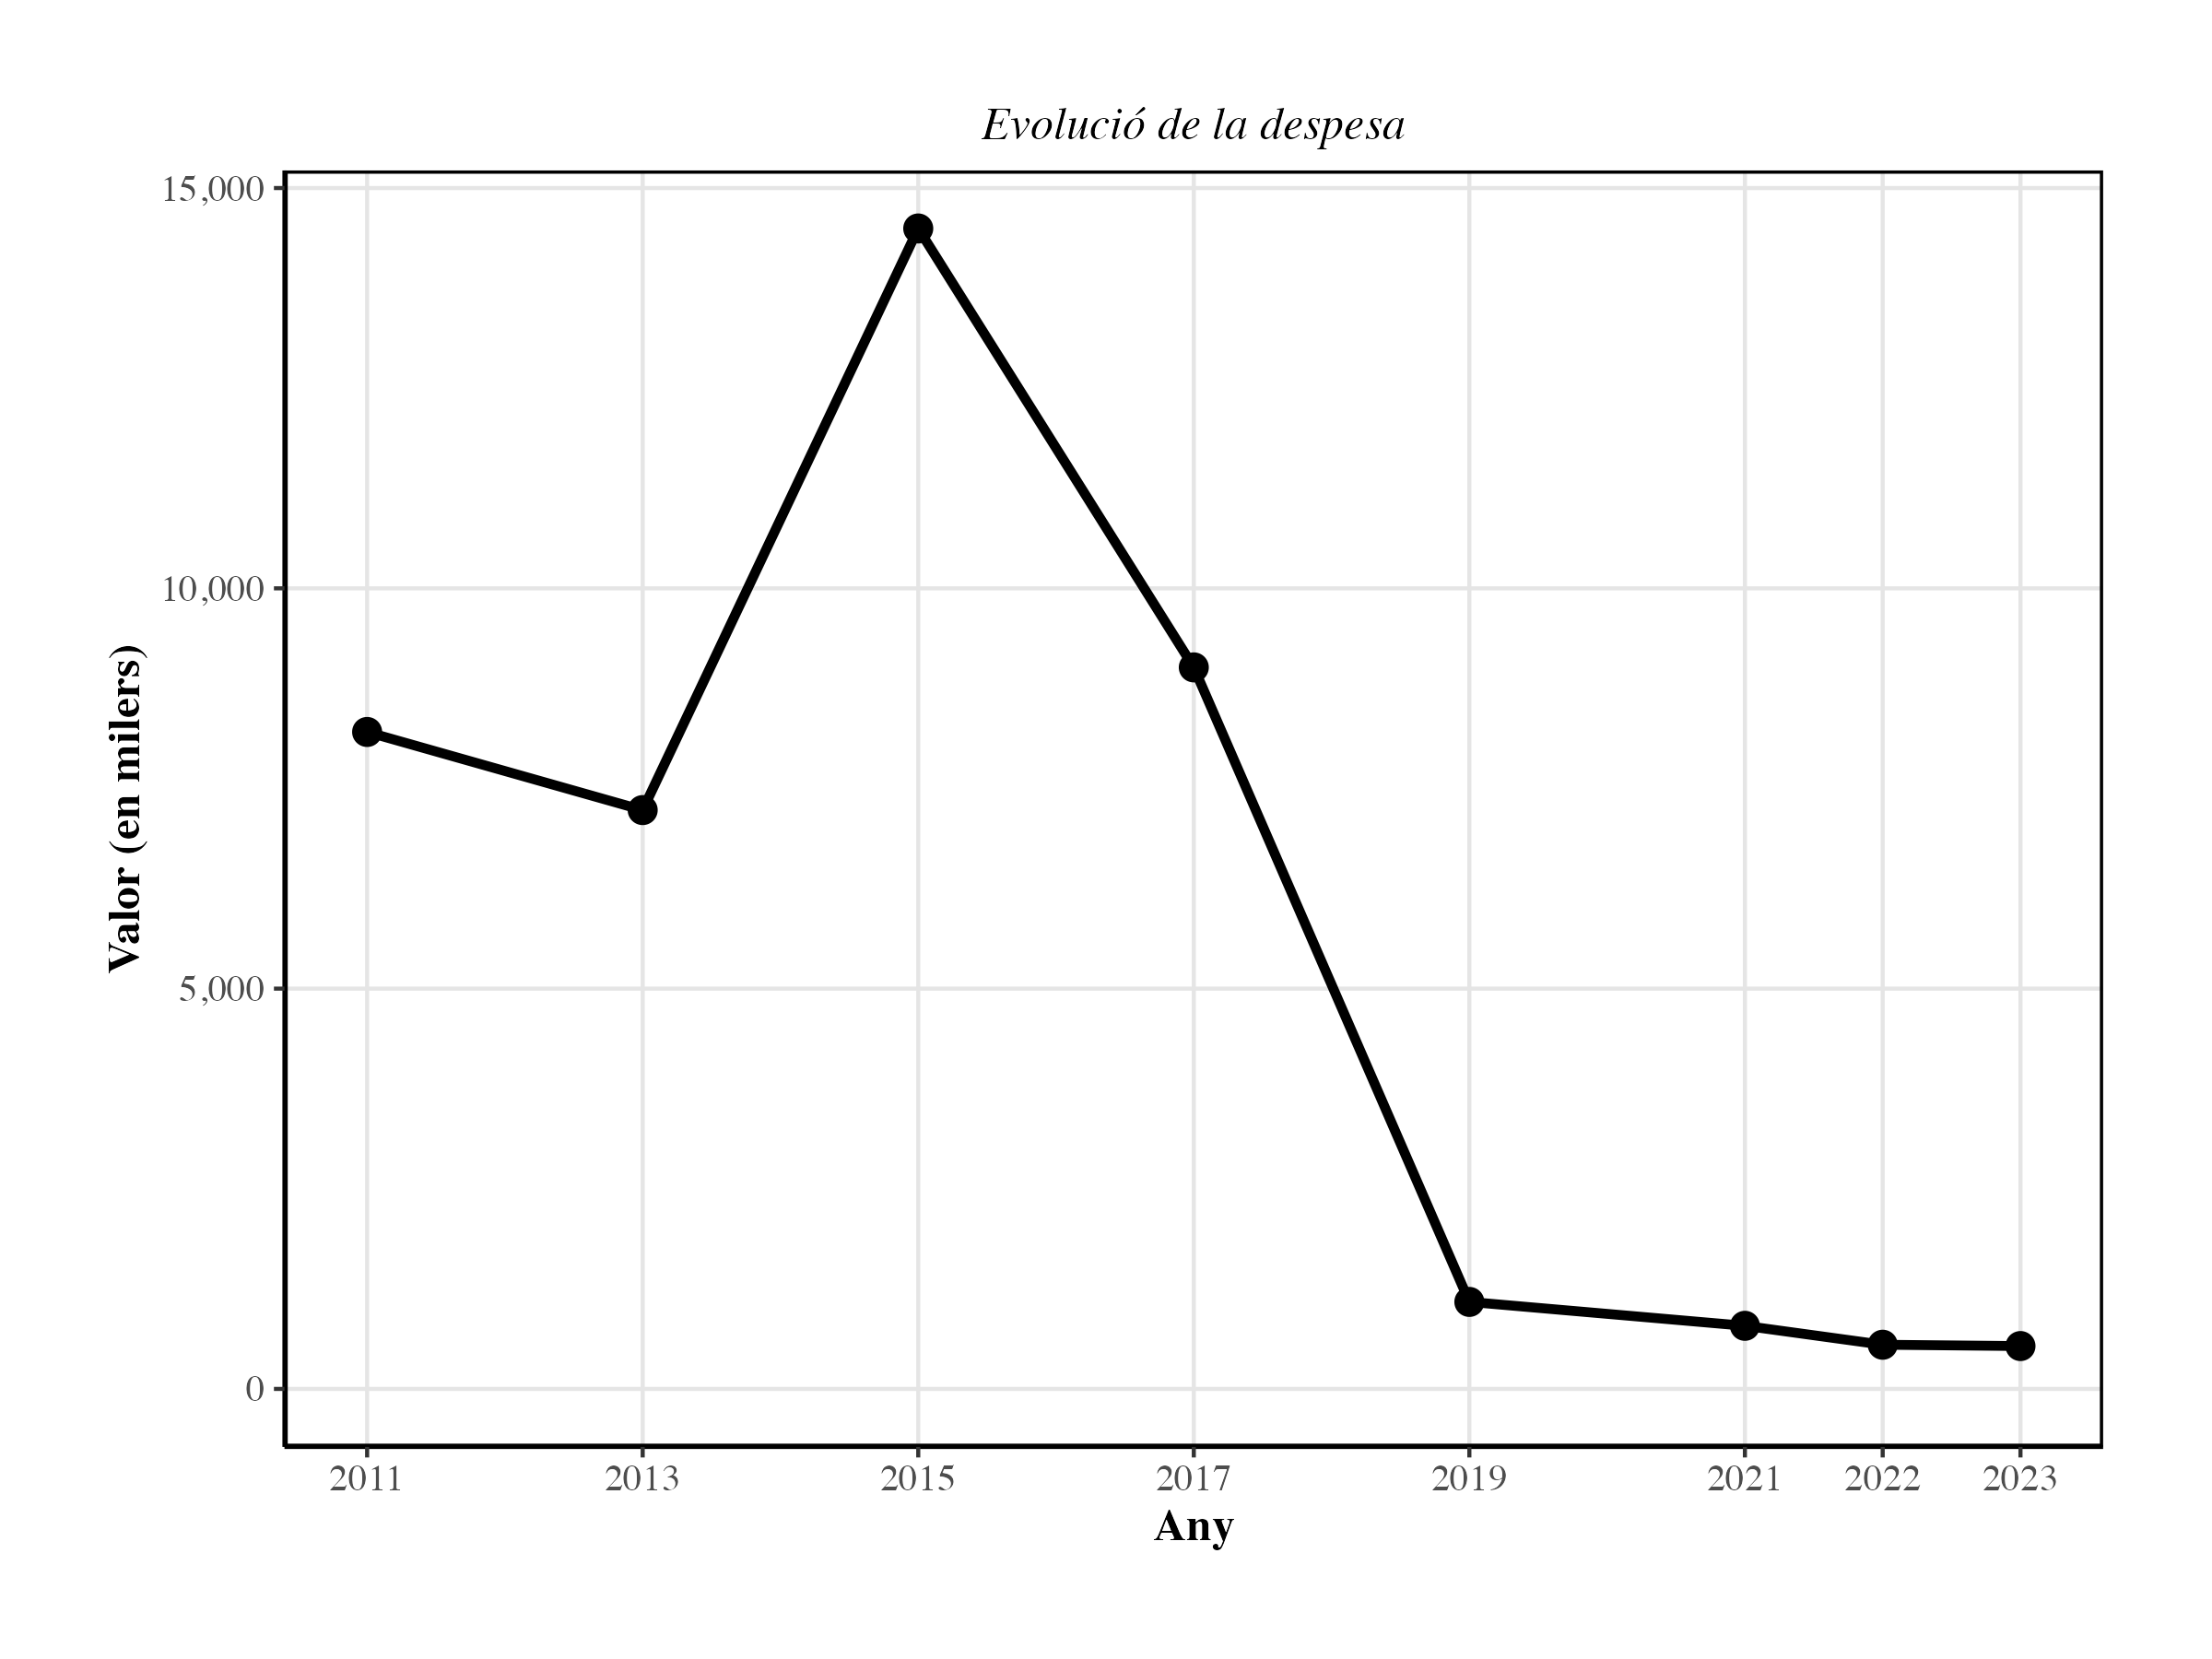 Evolució de la despesa
15,000
10,000
5,000
0
Valor (en milers)
2011 2013 2015 2017 2019 2021 2022 2023
Any